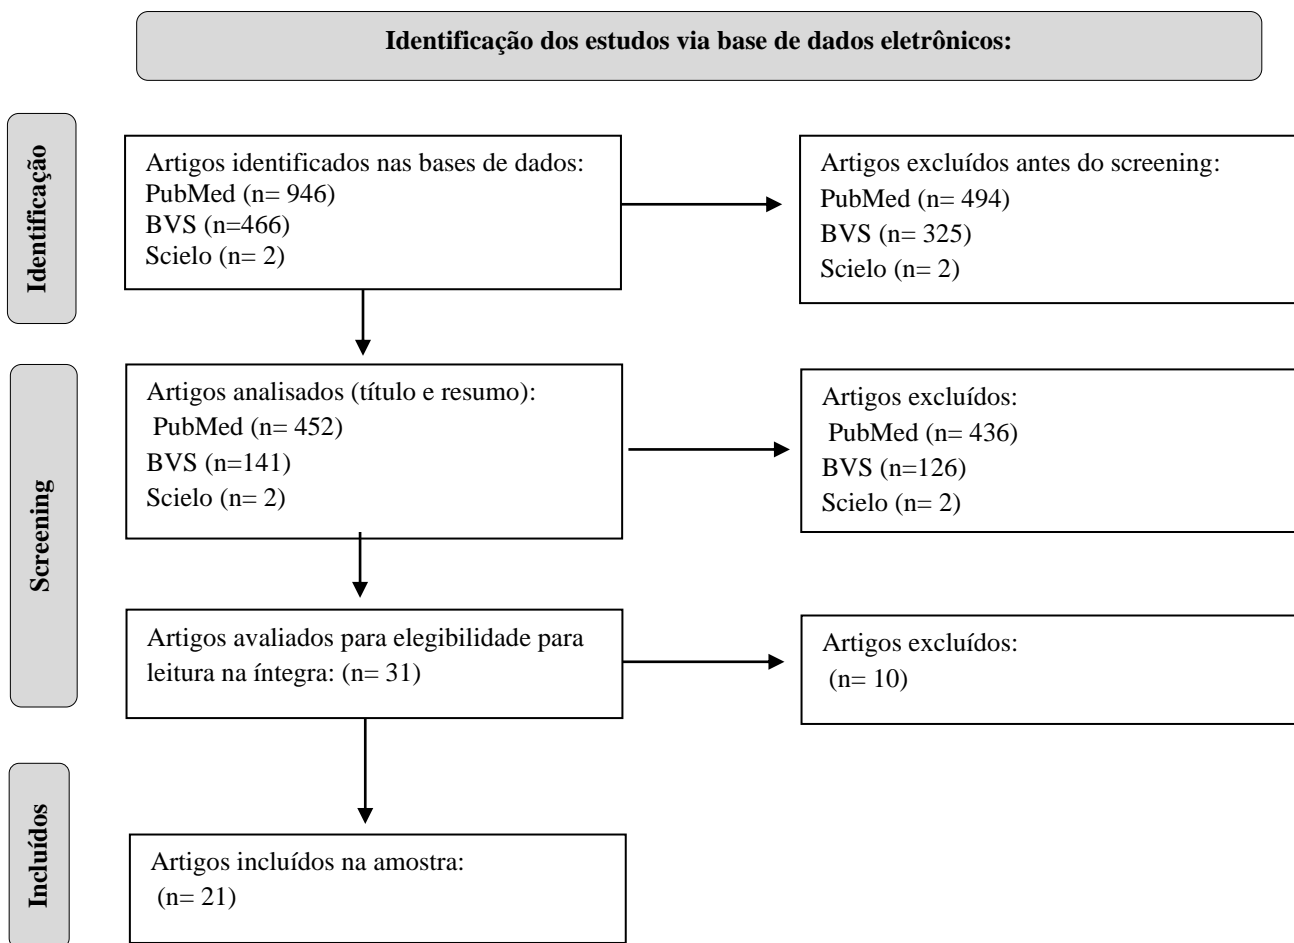 Identificação dos estudos via base de dados eletrônicos:
Identificação
Artigos identificados nas bases de dados:
PubMed (n= 946)
BVS (n=466)
Scielo (n= 2)
Artigos excluídos antes do screening:
PubMed (n= 494)
BVS (n= 325)
Scielo (n= 2)
Screening
Artigos analisados (título e resumo):
PubMed (n= 452)
BVS (n=141)
Scielo (n= 2)
Artigos excluídos:
PubMed (n= 436)
BVS (n=126)
Scielo (n= 2)
Artigos avaliados para elegibilidade para
leitura na íntegra: (n= 31)
Artigos excluídos:
(n= 10)
Incluídos
Artigos incluídos na amostra:
(n= 21)